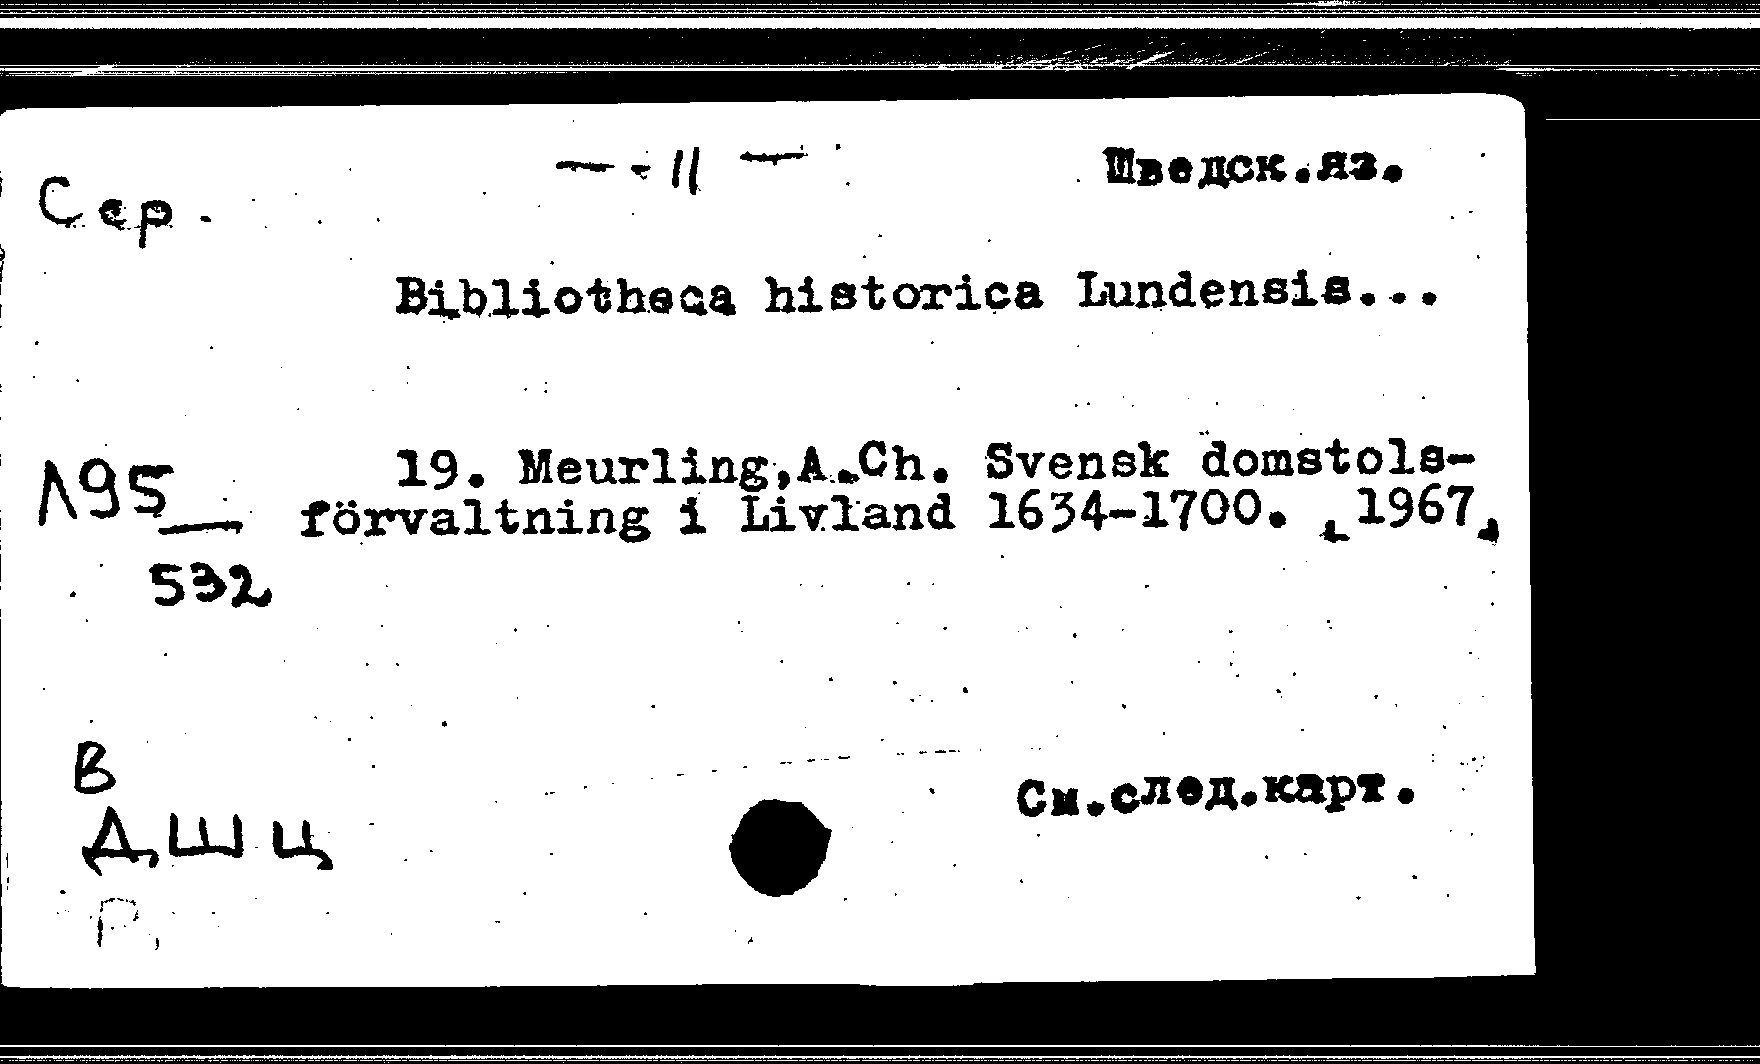 Сер. — - 11 — Шведск.яз.
Bibliotheca historica Lundensis...
Л95 19. Meurling,A.Ch. Svensk domstols-
förvaltning i Livland 1634-1700. [1967]
532
В
См.след.карт.
ДШЦ
Р.